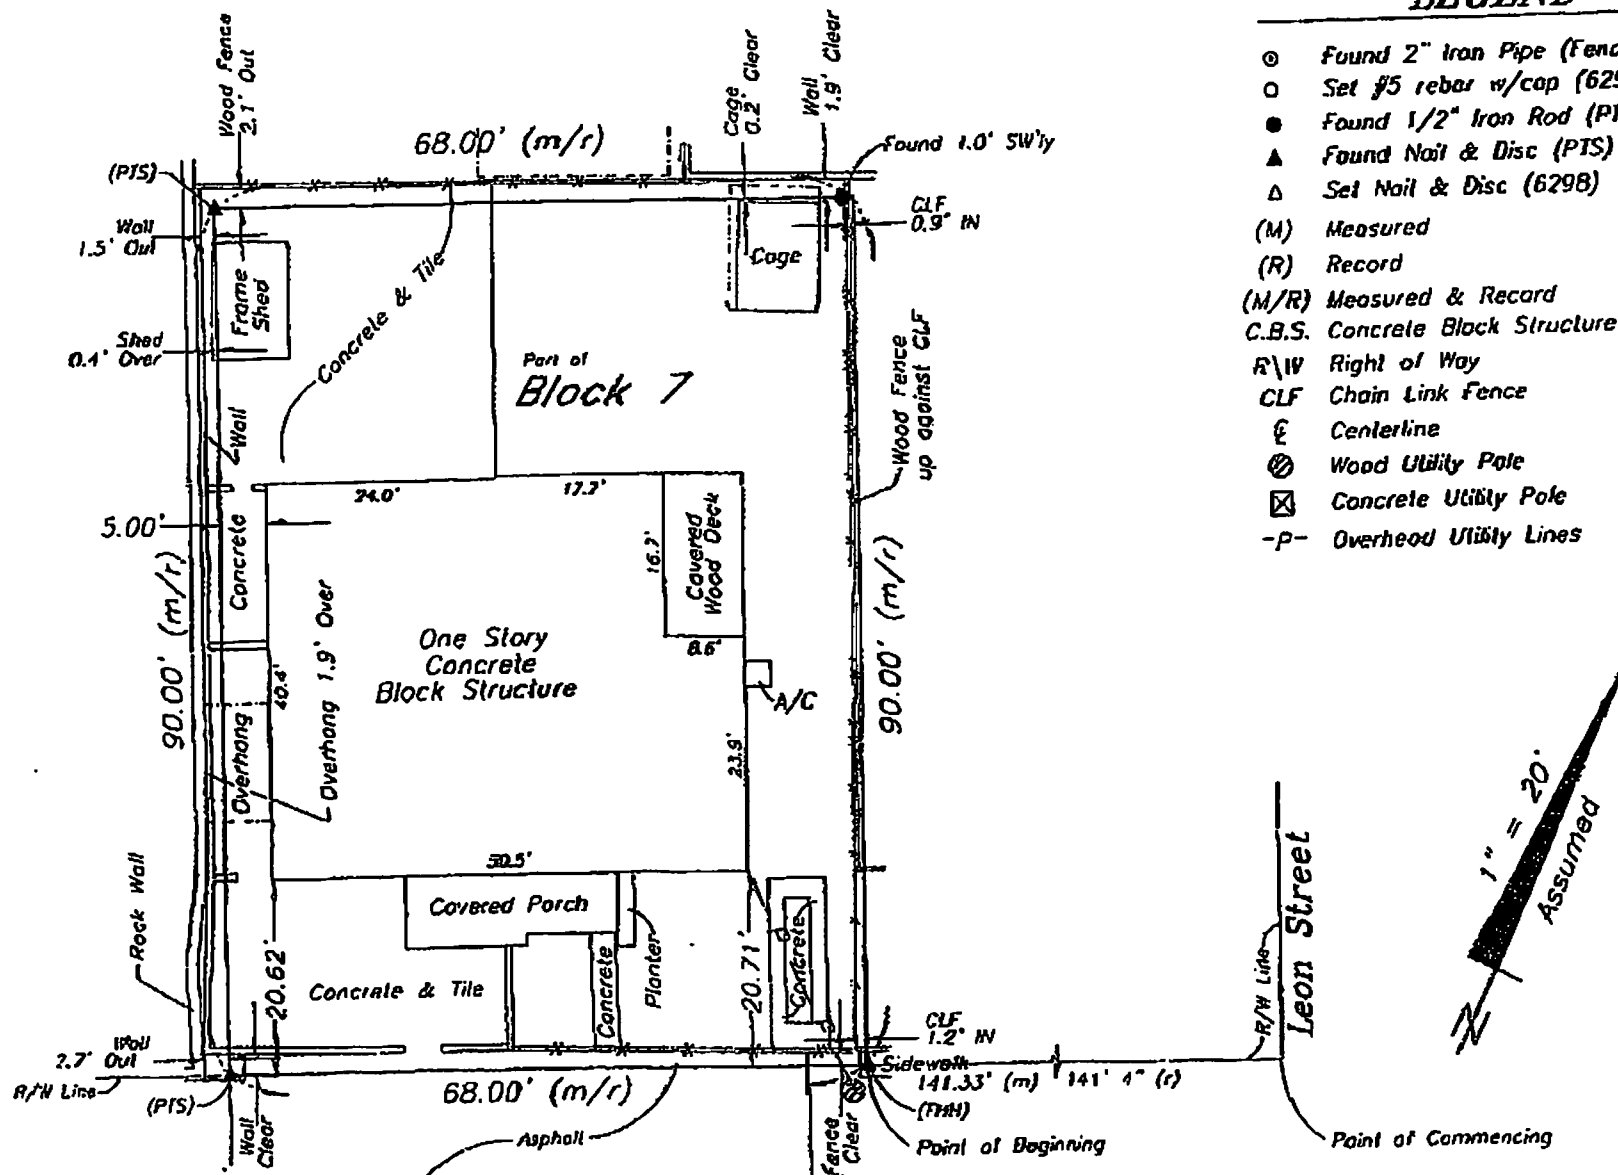 LEGEND
Found 2" Iron Pipe
Set #5 rebar w/cap
Found 1/2" Iron Rod
Found Nail & Disc (PTS)
Set Nail & Disc (6298)
(M) Measured
(R) Record
(M/R) Measured & Record
C.B.S. Concrete Block Structure
R\W Right of Way
CLF Chain Link Fence
Centerline
Wood Utility Pole
Concrete Utility Pole
-P- Overhead Utility Lines
Wood Fence
2.1' Out
68.00' (m/r)
Cage
0.2' Clear
Wall
1.9' Clear
Found 1.0' SW'ly
(PTS)
Wall
1.5' Out
CLF
0.9' IN
Cage
Frame
Shed
Shed
0.4' Over
Concrete & Tile
Part of
Block 7
Wood Fence
up against CLF
Wall
24.0'
17.7'
5.00'
Concrete
16.7'
Covered
Wood Deck
8.6'
90.00' (m/r)
90.00' (m/r)
One Story
Concrete
Block Structure
Overhang 1.9' Over
40.4'
Overhang
A/C
23.9'
50.5'
Rock Wall
Covered Porch
20.62'
Concrete & Tile
Concrete
Planter
20.71'
Concrete
Wall
2.7' Out
R/W Line
(PTS)
Wall
Clear
68.00' (m/r)
Asphalt
Fence
Clear
CLF
1.2' IN
Sidewalk
141.33' (m) 141' 4" (r)
(FHH)
Point of Beginning
Point of Commencing
R/W Line
Leon Street
1" = 20'
Assumed
N